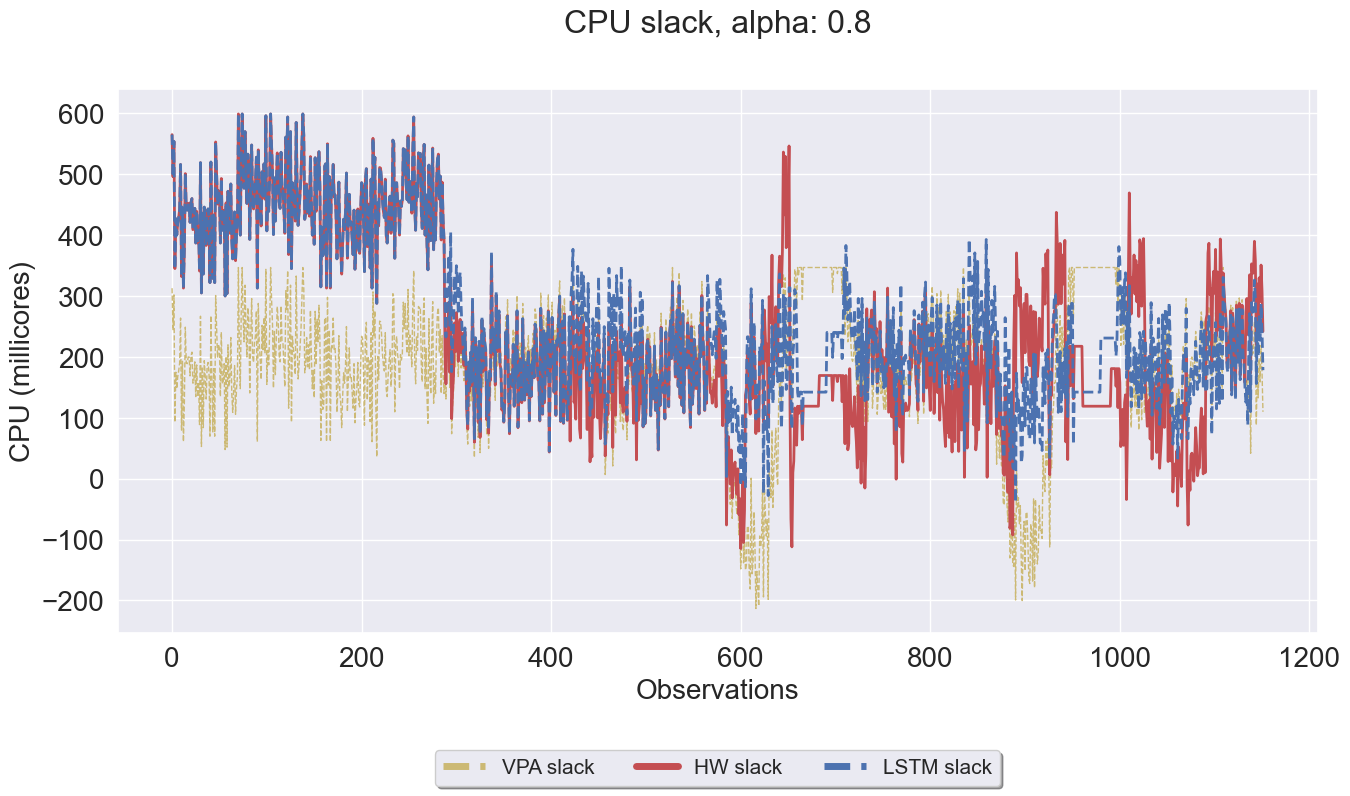 CPU slack, alpha: 0.8
CPU (millicores)
600
500
400
300
200
100
0
−100
−200
0 200 400 600 800 1000 1200
Observations
VPA slack HW slack LSTM slack